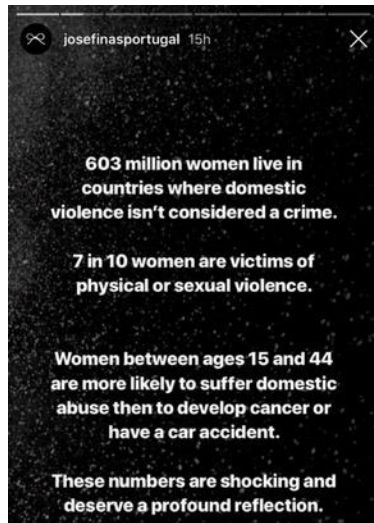 josefinasportugal 15h
603 million women live in
countries where domestic
violence isn't considered a crime.
7 in 10 women are victims of
physical or sexual violence.
Women between ages 15 and 44
are more likely to suffer domestic
abuse then to develop cancer or
have a car accident.
These numbers are shocking and
deserve a profound reflection.